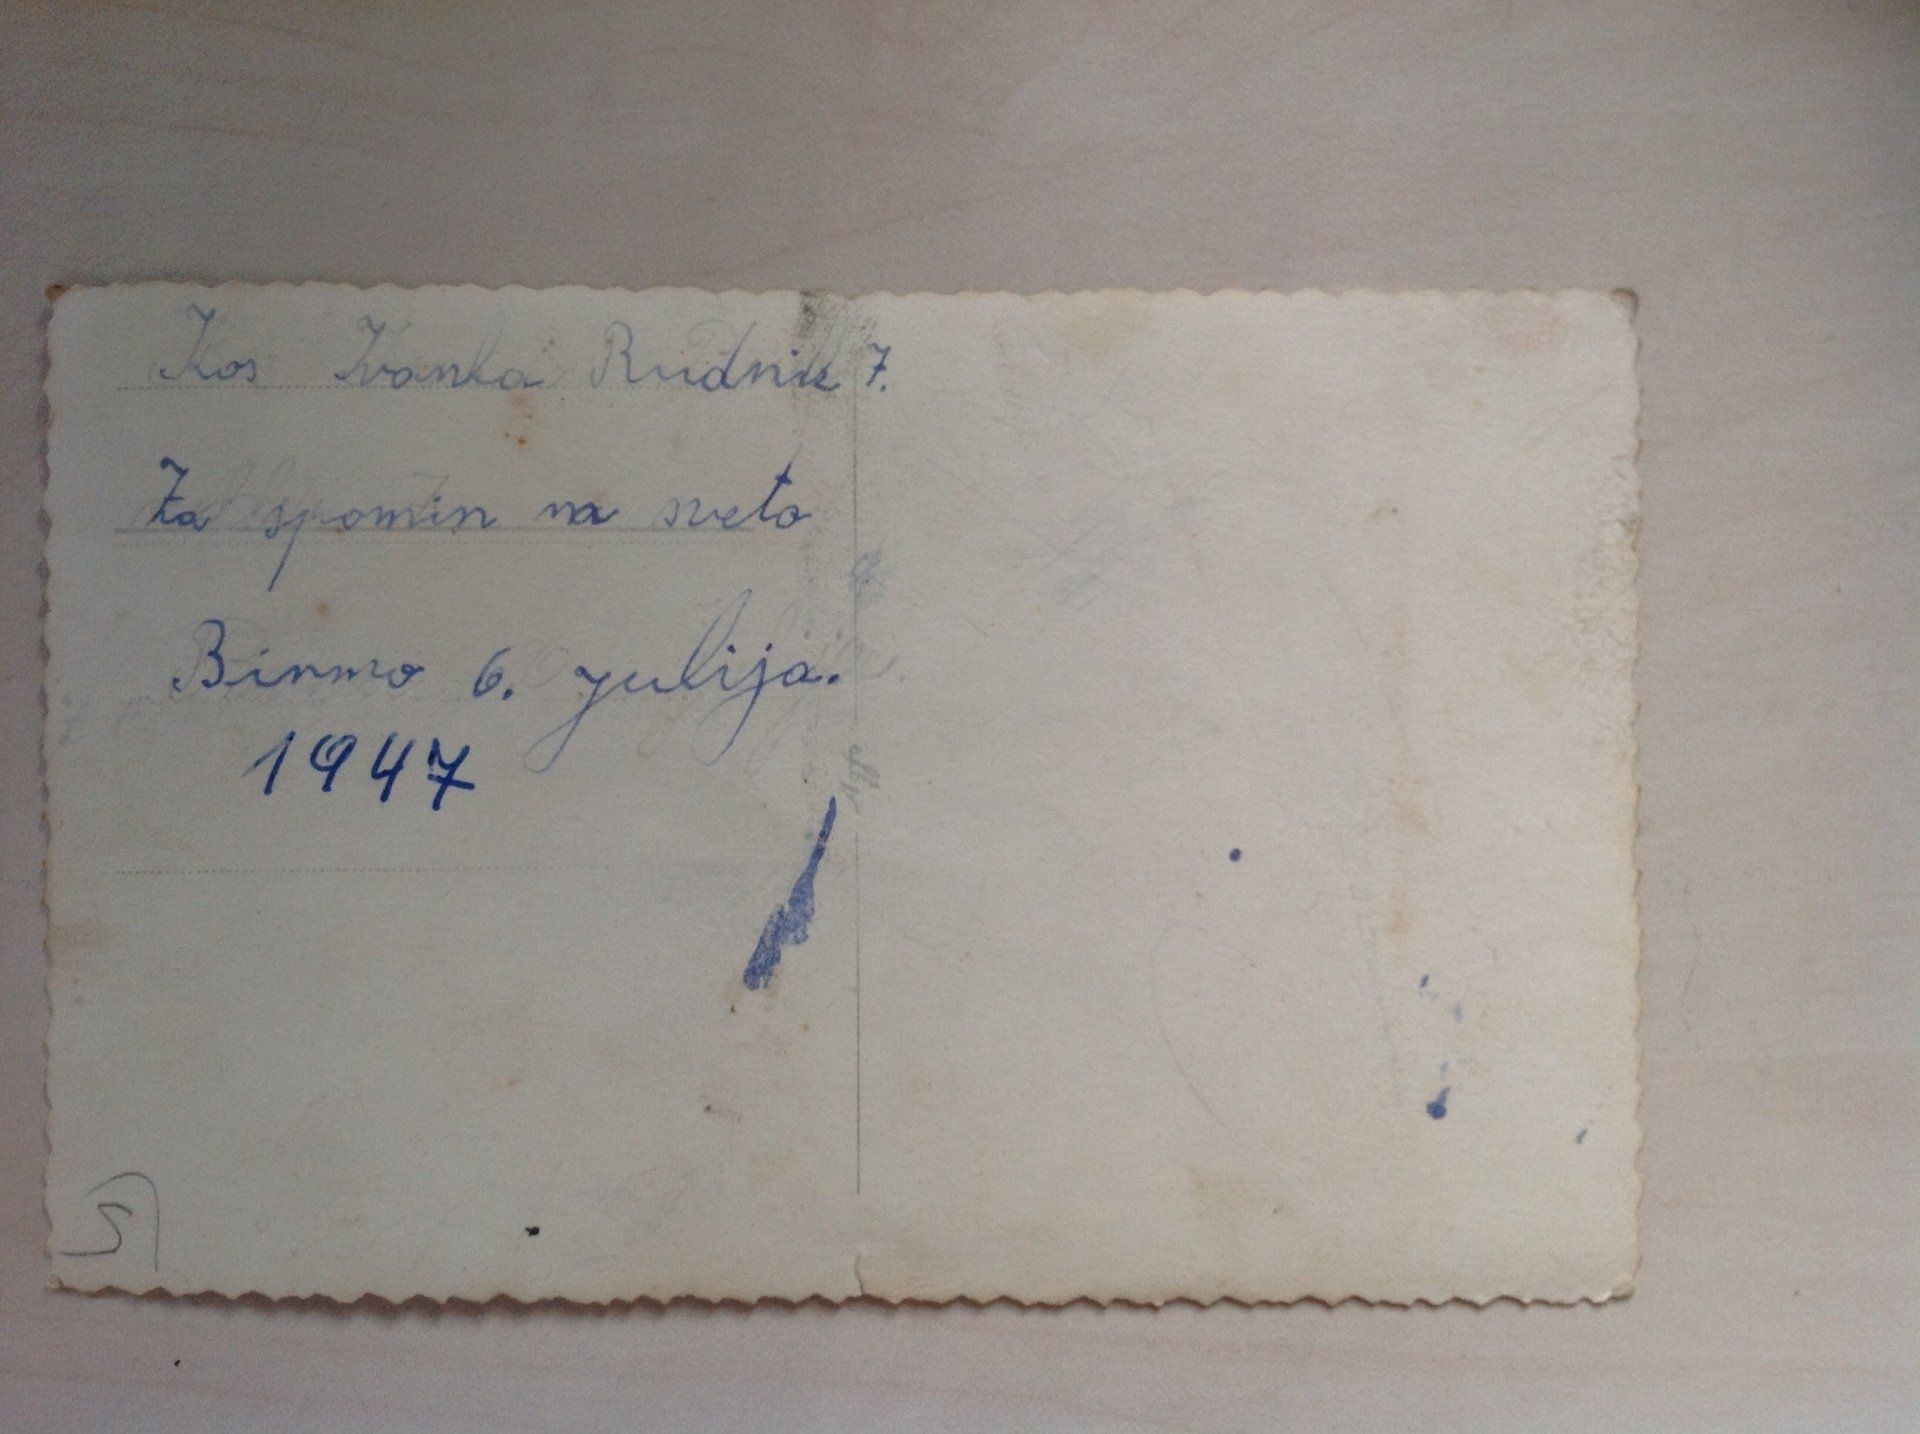 Kos Ivanka Rudnik 7.
Za spomin na sveto
Birmo 6. julija.
1947